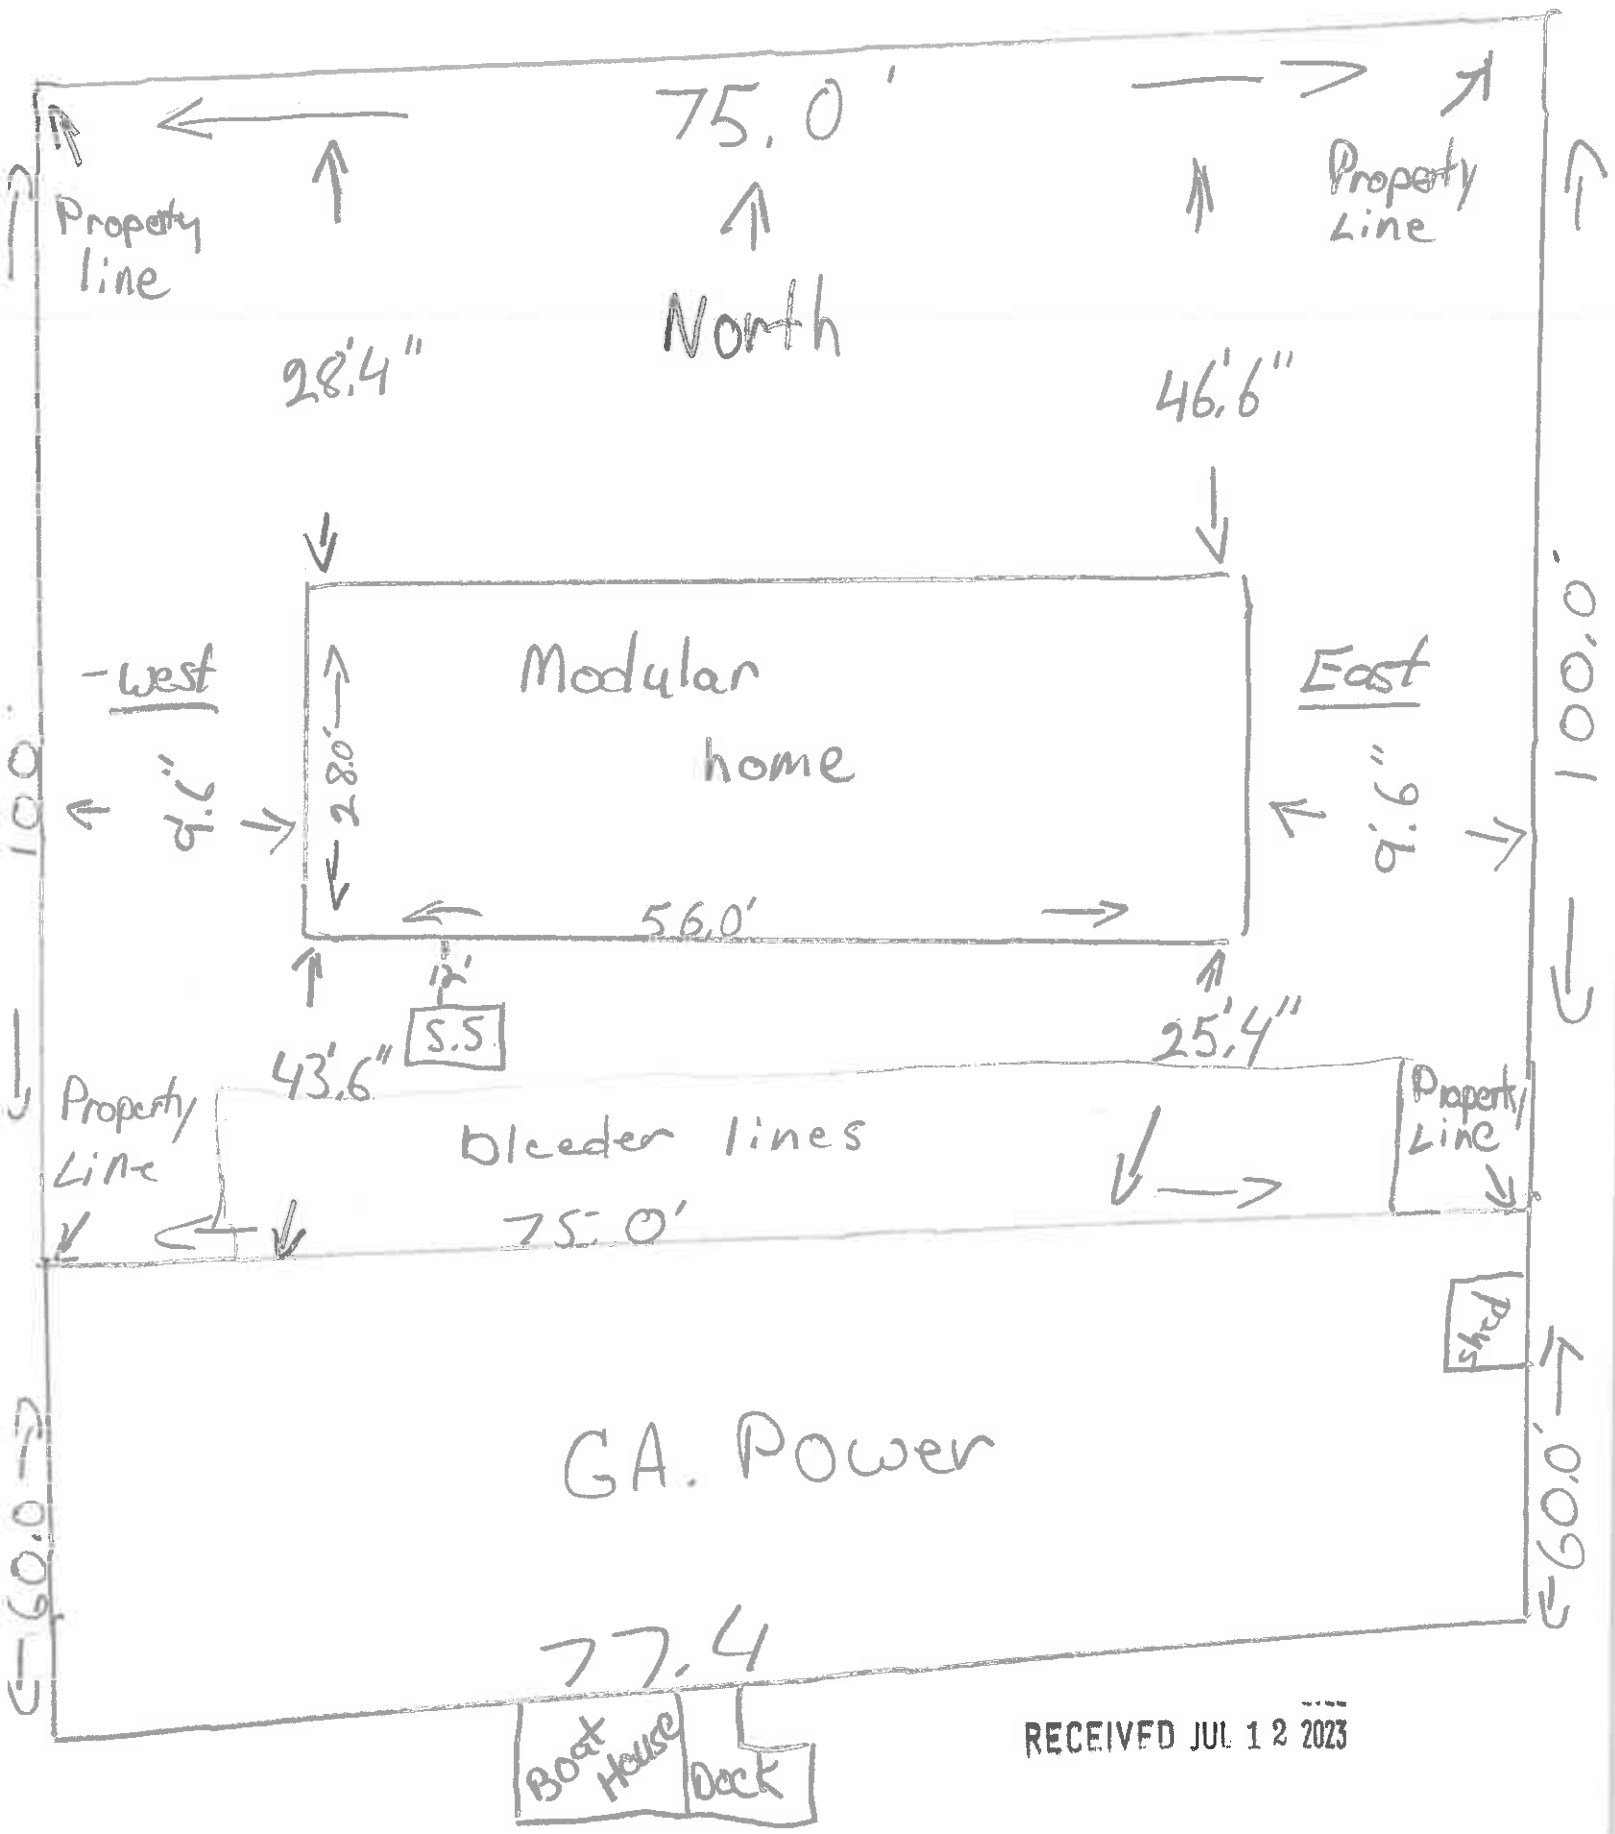 75.0'
Property
line
Property
Line
North
28'.4"
46'.6"
-West
East
Modular
home
9'.6"
28.0'
9'.6"
100.0'
100.
56.0'
12'
S.S
43'.6"
25'.4"
Property
Line
Property
Line
bleeder lines
75.0'
Shed
GA. Power
60.0
60.0'
77.4
Boat
House
Dock
RECEIVED JUL 12 2023